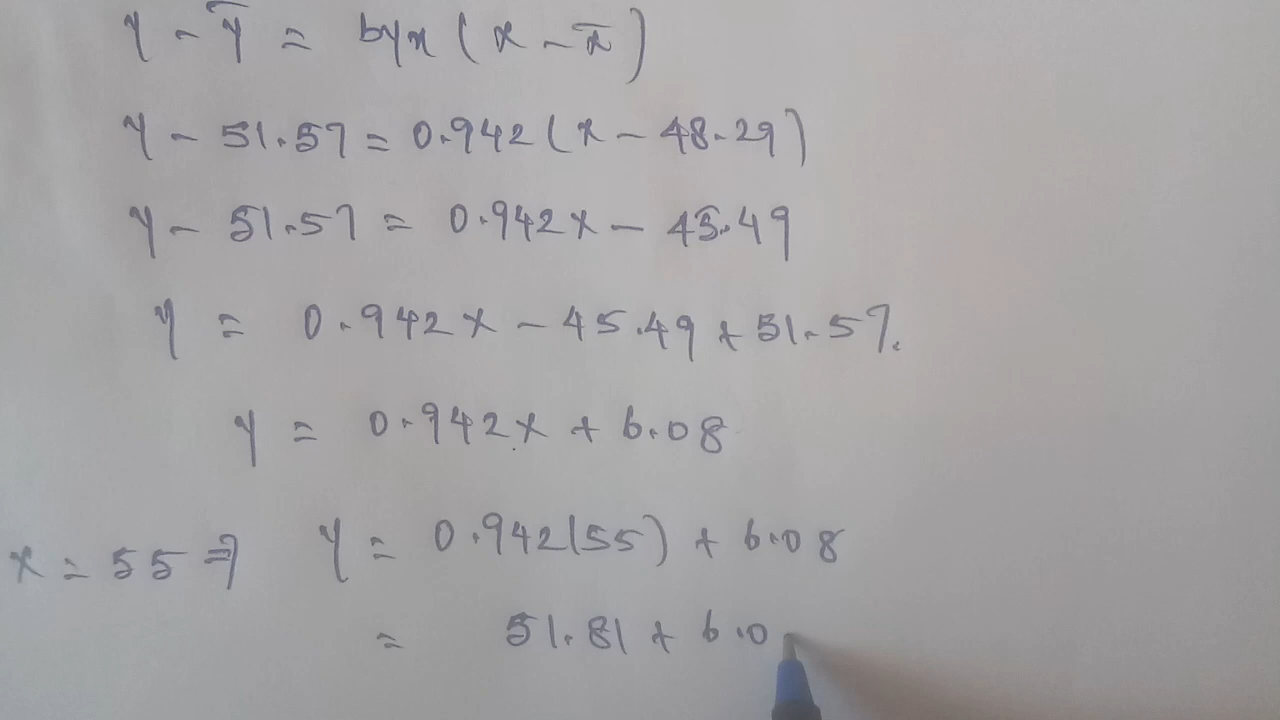 y - ȳ = byx (x - x̄)
y - 51.57 = 0.942 (x - 48.29)
y - 51.57 = 0.942x - 45.49
y = 0.942x - 45.49 + 51.57.
y = 0.942x + 6.08
x = 55 ⇒ y = 0.942(55) + 6.08
= 51.81 + 6.0